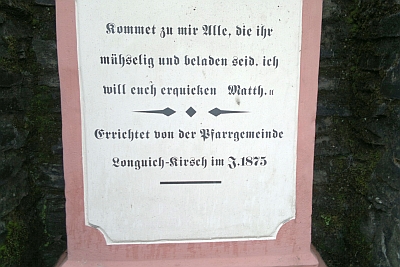 Kommet zu mir Alle, die ihr
mühselig und beladen seid. ich
will euch erquicken Matth. 11
Errichtet von der Pfarrgemeinde
Longuich-Kirsch im J. 1875